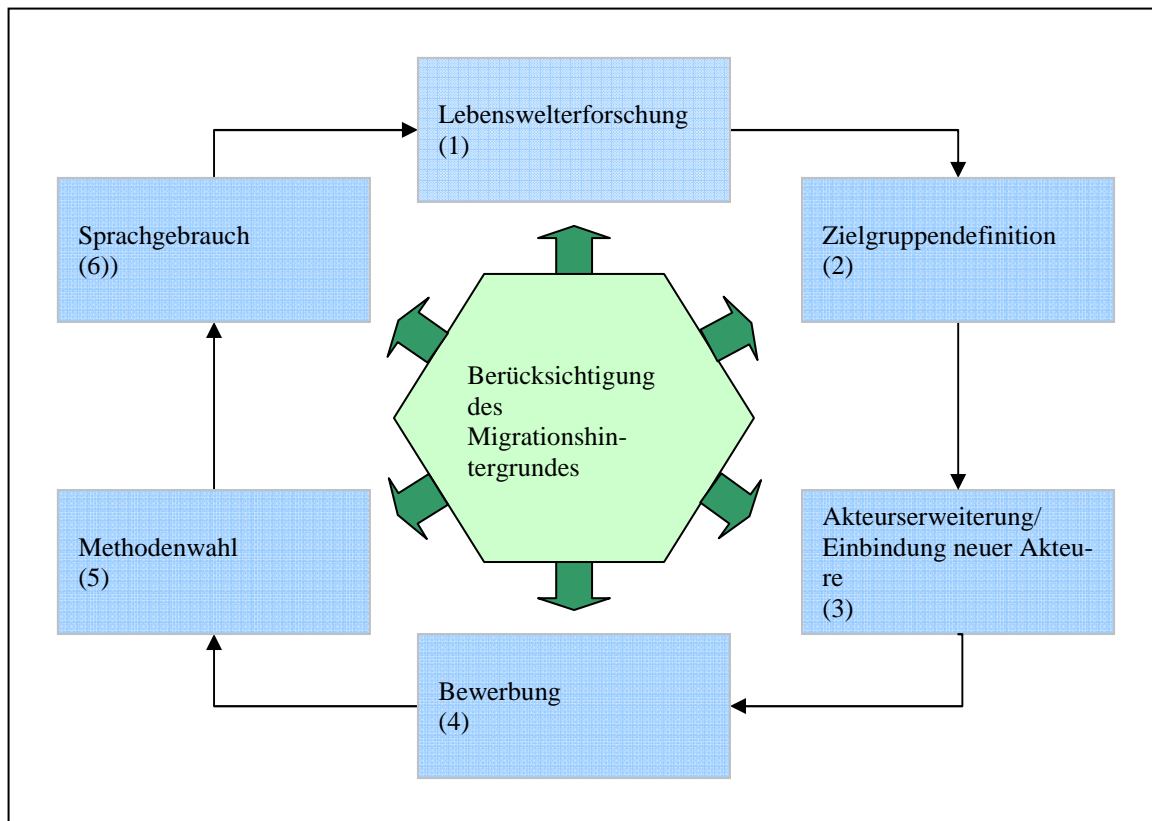 Lebenswelterforschung
(1)
Zielgruppendefinition
(2)
Akteurserweiterung/
Einbindung neuer Akteu-
re
(3)
Bewerbung
(4)
Methodenwahl
(5)
Sprachgebrauch
(6))
Berücksichtigung
des
Migrationshin-
tergrundes